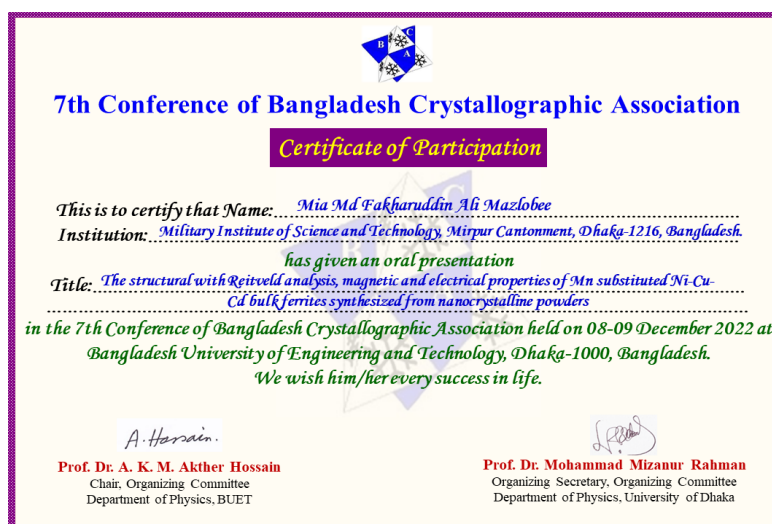 B C A
7th Conference of Bangladesh Crystallographic Association
Certificate of Participation
This is to certify that Name: Mia Md Fakharuddin Ali Mazlobee
Institution: Military Institute of Science and Technology, Mirpur Cantonment, Dhaka-1216, Bangladesh.
has given an oral presentation
Title: The structural with Reitveld analysis, magnetic and electrical properties of Mn substituted Ni-Cu-
Cd bulk ferrites synthesized from nanocrystalline powders
in the 7th Conference of Bangladesh Crystallographic Association held on 08-09 December 2022 at
Bangladesh University of Engineering and Technology, Dhaka-1000, Bangladesh.
We wish him/her every success in life.
A. Hossain.
Prof. Dr. A. K. M. Akther Hossain
Chair, Organizing Committee
Department of Physics, BUET
Prof. Dr. Mohammad Mizanur Rahman
Organizing Secretary, Organizing Committee
Department of Physics, University of Dhaka